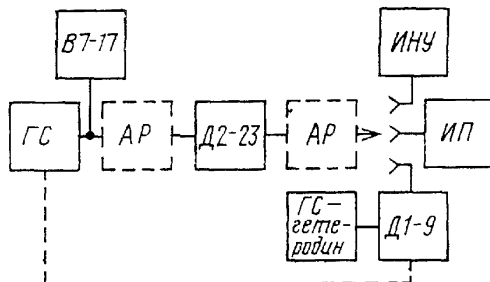 В7-17
ИНУ
ГС
АР
Д2-23
АР
ИП
ГС-
гете-
родин
Д1-9